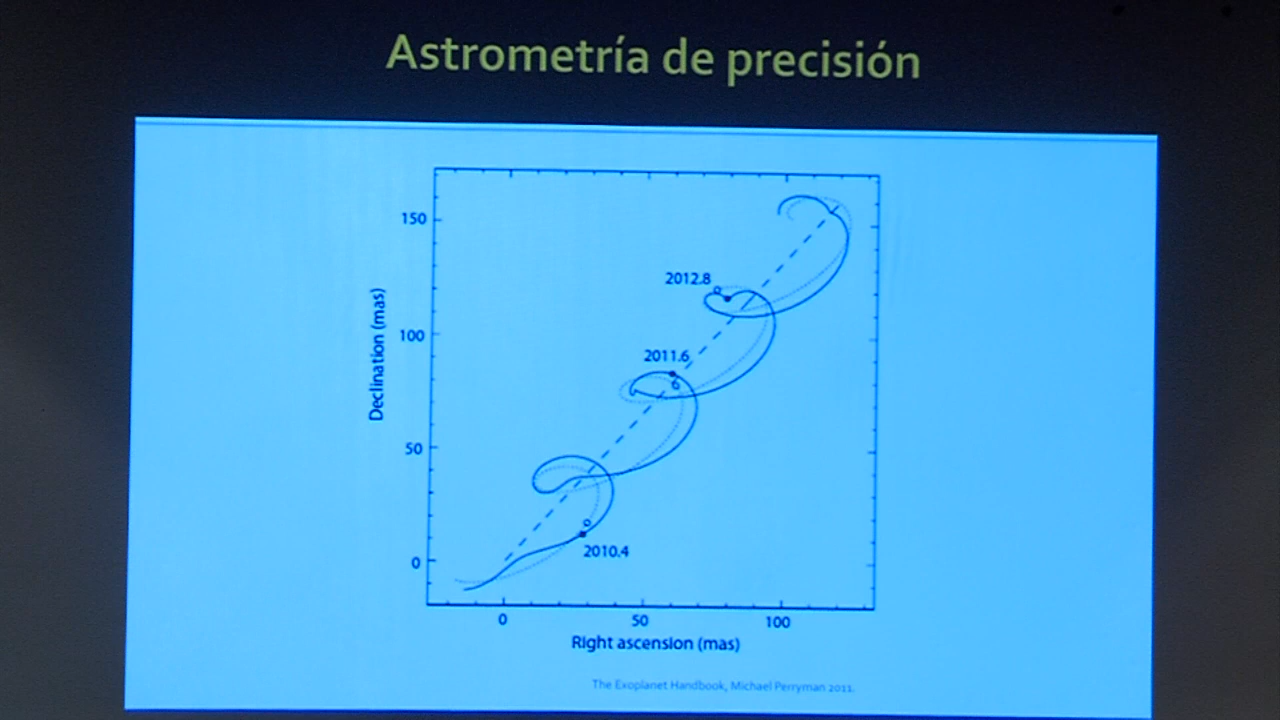 Astrometría de precisión
150
100
50
0
Declination (mas)
2012.8
2011.6
2010.4
0
50
100
Right ascension (mas)
The Exoplanet Handbook, Michael Perryman 2011.